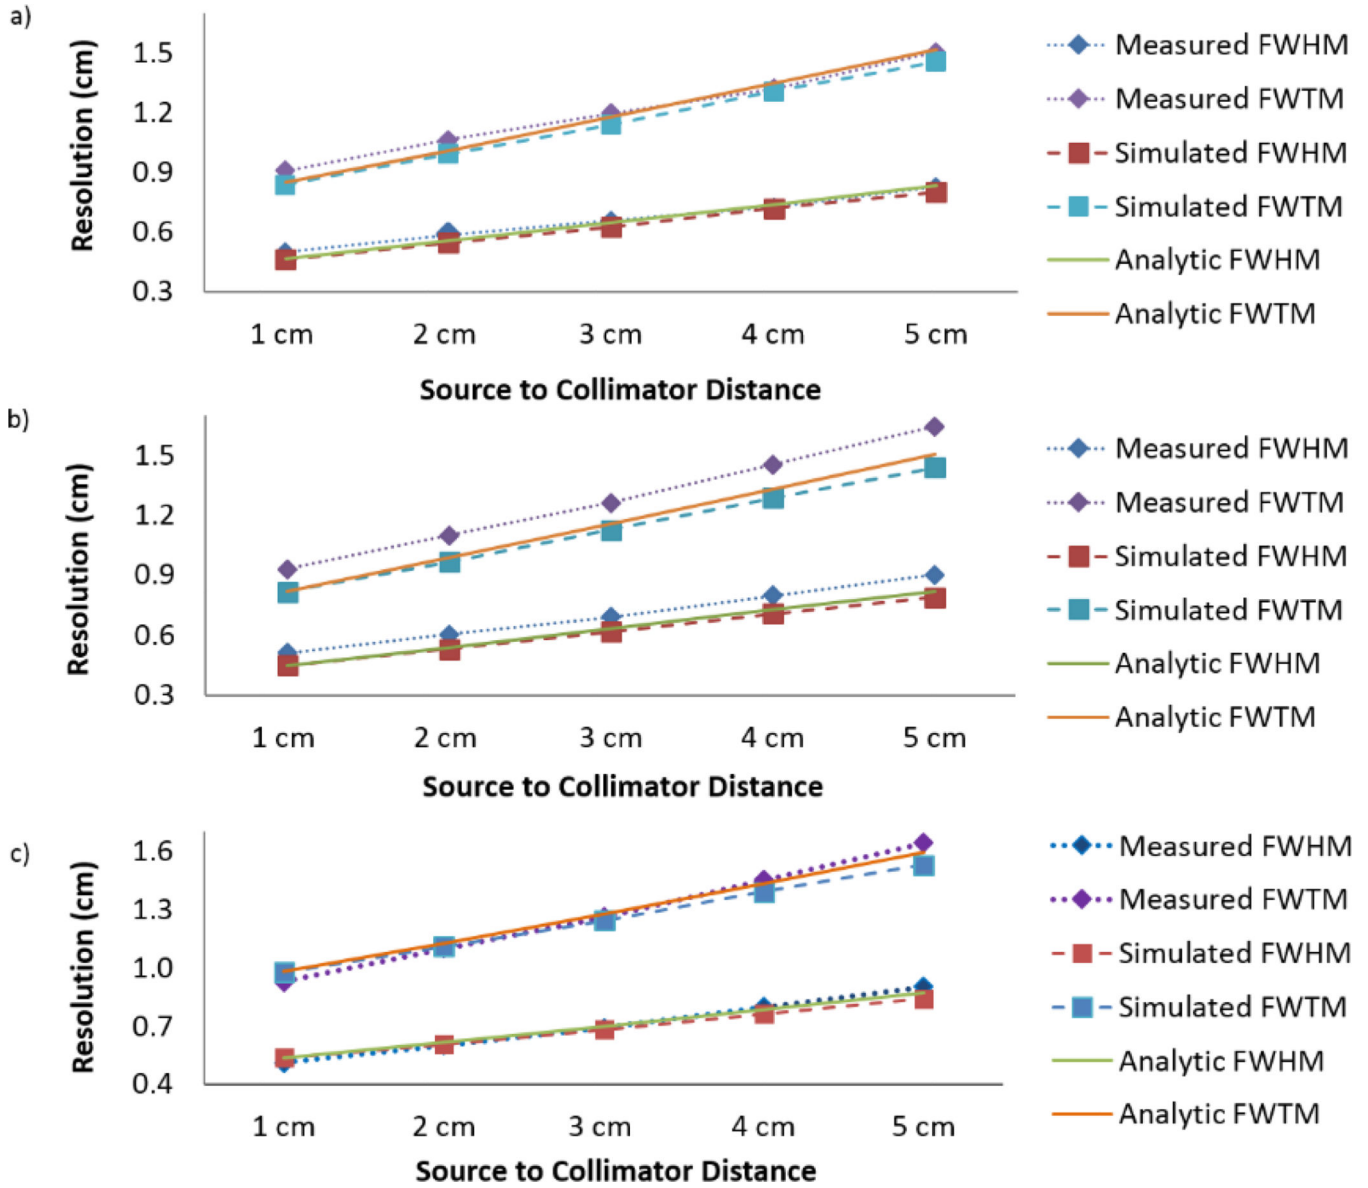 a)
Resolution (cm)
1.5
1.2
0.9
0.6
0.3
1 cm 2 cm 3 cm 4 cm 5 cm
Source to Collimator Distance
Measured FWHM
Measured FWTM
Simulated FWHM
Simulated FWTM
Analytic FWHM
Analytic FWTM
b)
Resolution (cm)
1.5
1.2
0.9
0.6
0.3
1 cm 2 cm 3 cm 4 cm 5 cm
Source to Collimator Distance
Measured FWHM
Measured FWTM
Simulated FWHM
Simulated FWTM
Analytic FWHM
Analytic FWTM
c)
Resolution (cm)
1.6
1.3
1.0
0.7
0.4
1 cm 2 cm 3 cm 4 cm 5 cm
Source to Collimator Distance
Measured FWHM
Measured FWTM
Simulated FWHM
Simulated FWTM
Analytic FWHM
Analytic FWTM